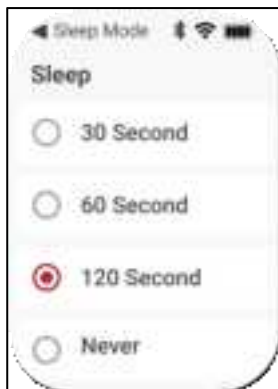 Sleep Mode
Sleep
30 Second
60 Second
120 Second
Never